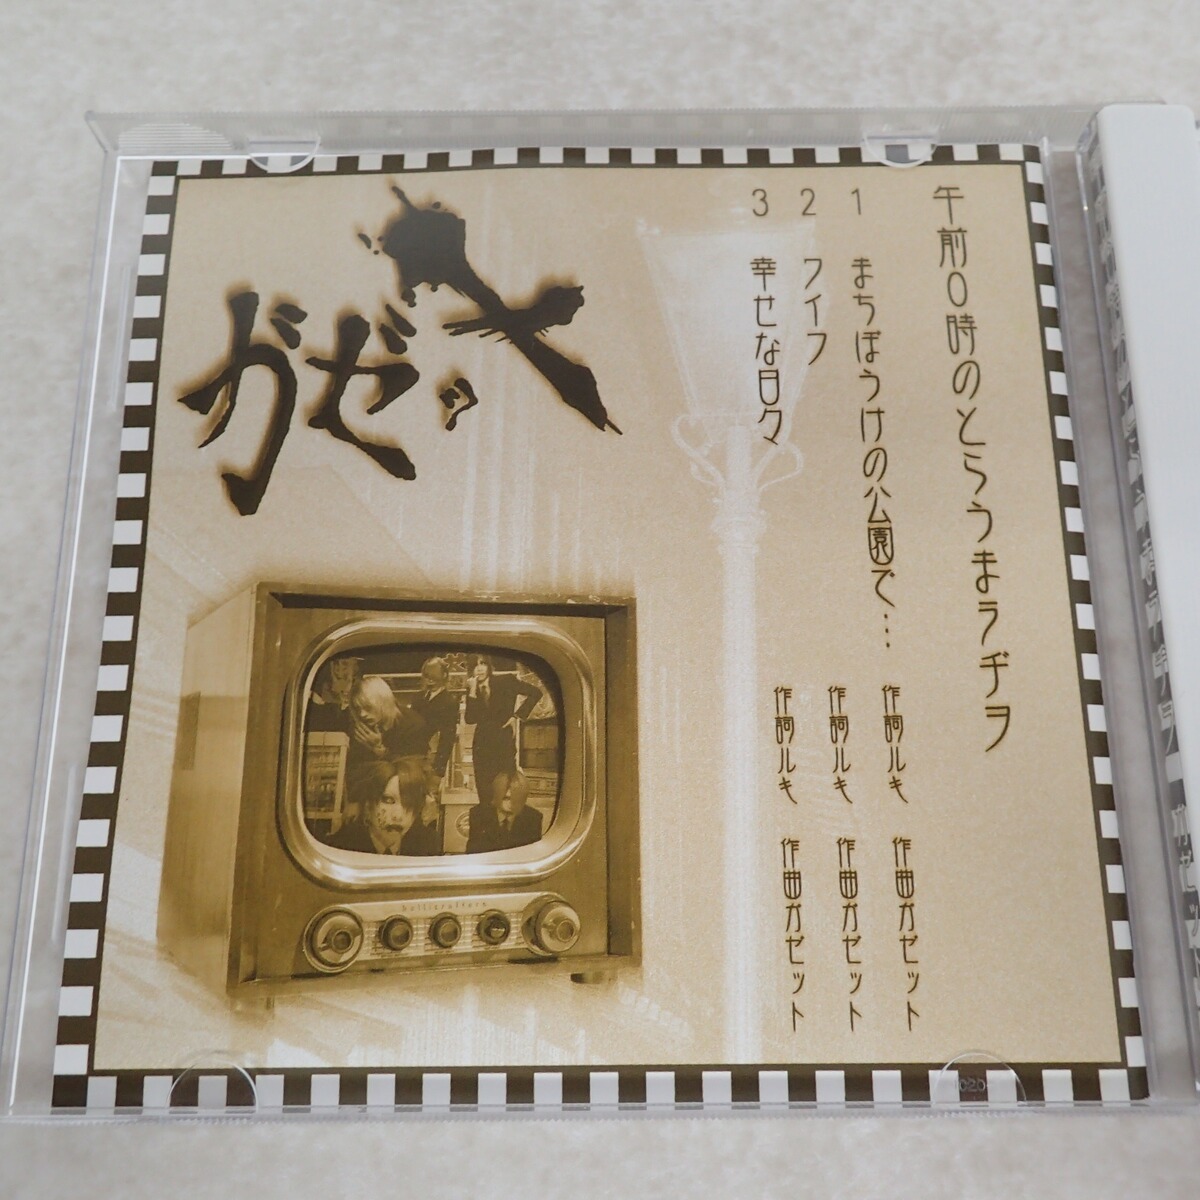 午前0時のとらうまラヂヲ
1 まちぼうけの公園で… 作詞ルキ 作曲ガゼット
2 ワイフ 作詞ルキ 作曲ガゼット
3 幸せな日々 作詞ルキ 作曲ガゼット
ガゼット
hallicrafters